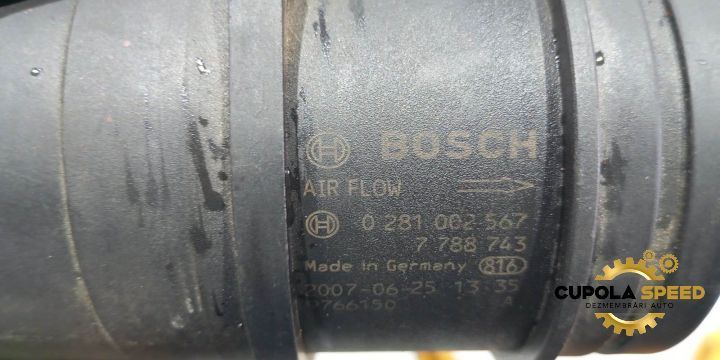 BOSCH
AIR FLOW
0 281 002 567
7 788 743
Made in Germany 816
2007-06-25 13:35
A
CUPOLA SPEED
DEZMEMBRĂRI AUTO